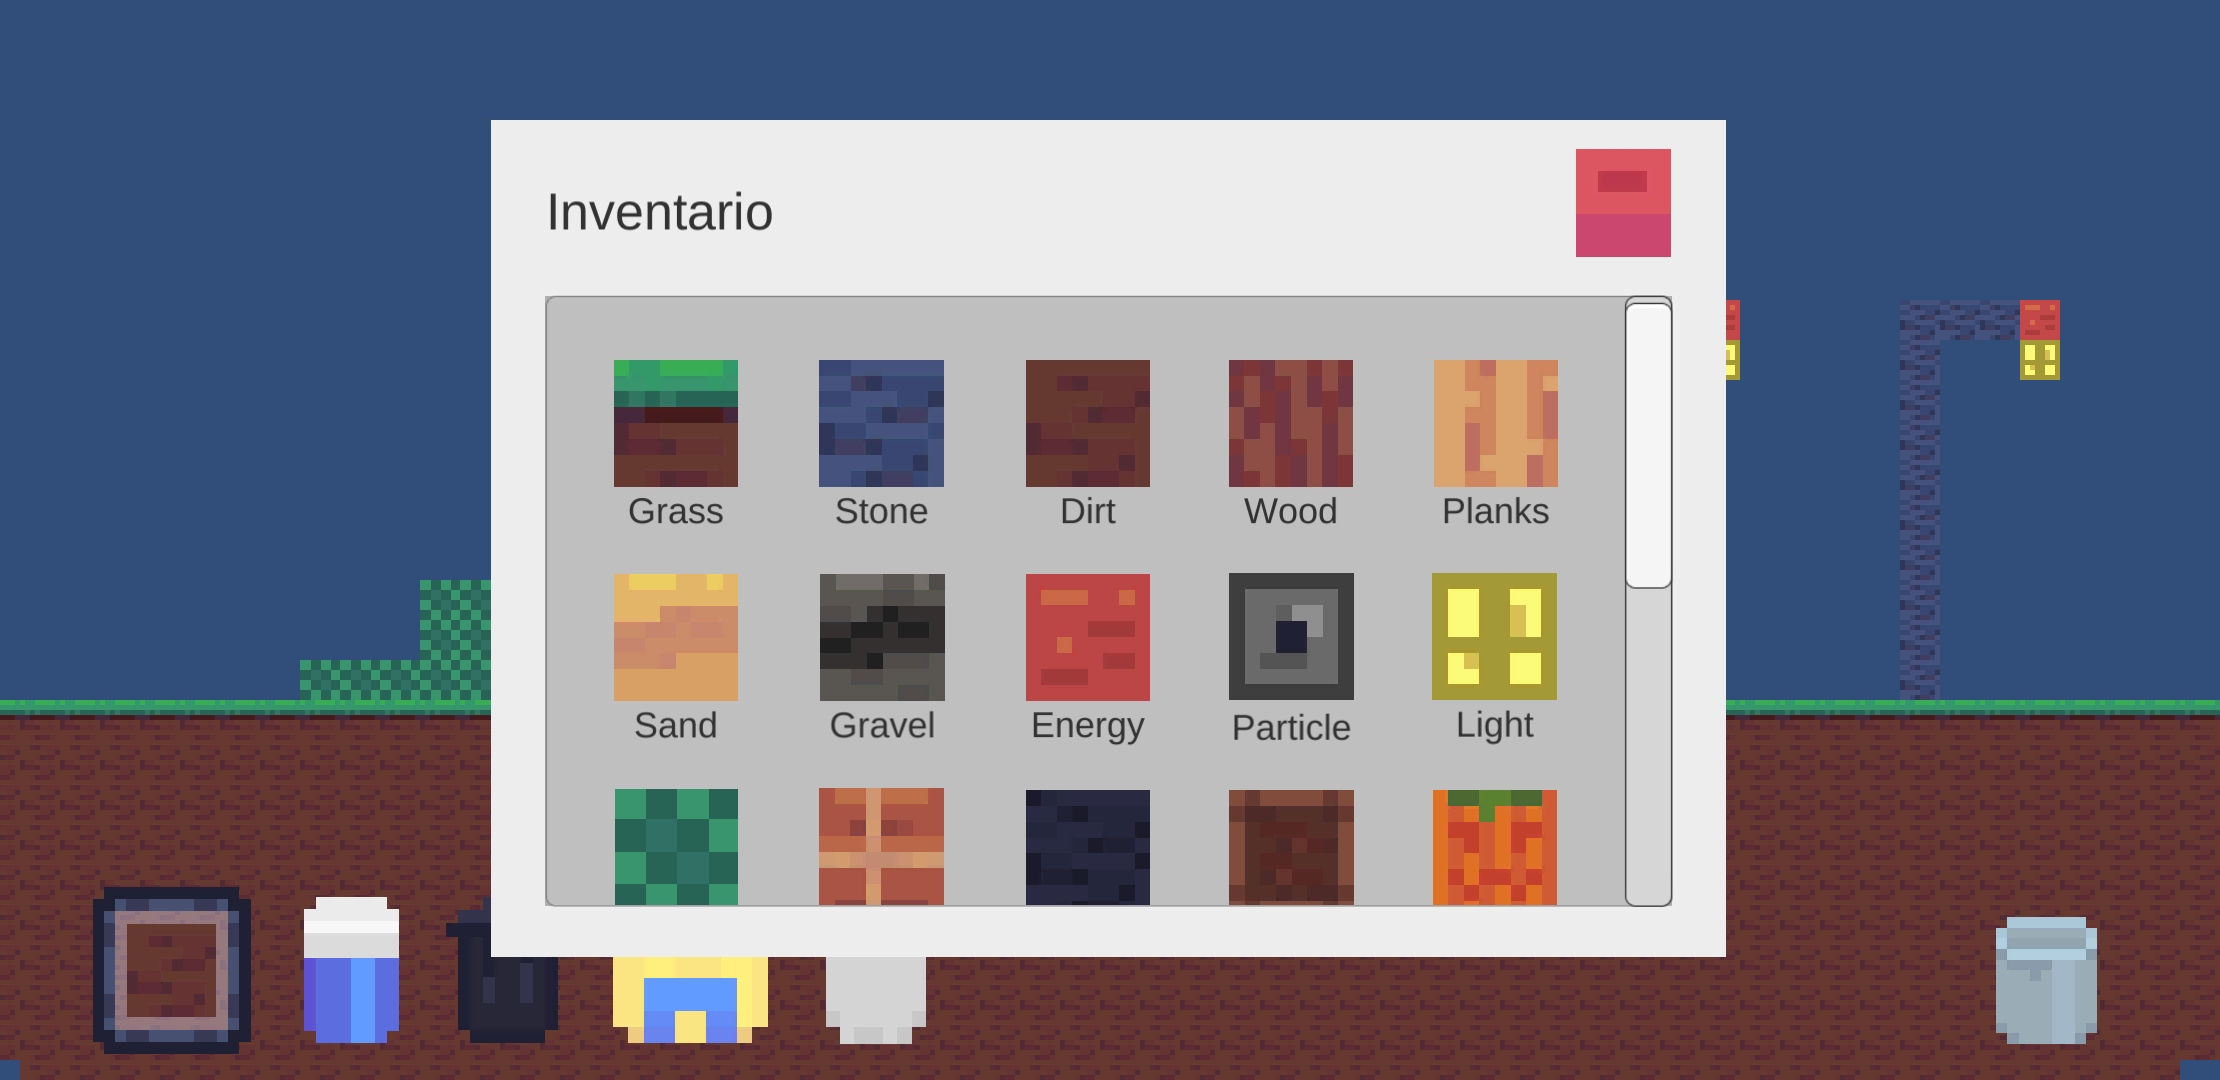 Inventario
Grass Stone Dirt Wood Planks
Sand Gravel Energy Particle Light